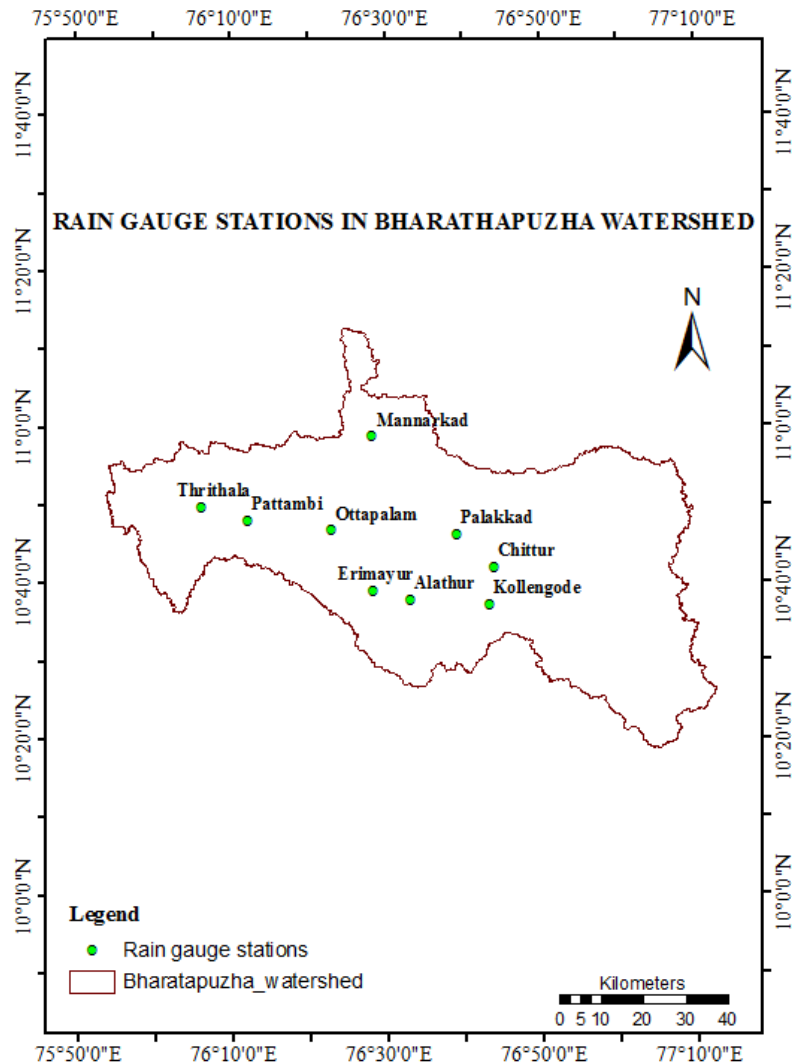 75°50'0"E 76°10'0"E 76°30'0"E 76°50'0"E 77°10'0"E
11°40'0"N 11°40'0"N
RAIN GAUGE STATIONS IN BHARATHAPUZHA WATERSHED
11°20'0"N 11°20'0"N
N
11°0'0"N 11°0'0"N
Mannarkad
Thrithala
Pattambi
Ottapalam
Palakkad
Chittur
Erimayur
Alathur
Kollengode
10°40'0"N 10°40'0"N
10°20'0"N 10°20'0"N
10°0'0"N 10°0'0"N
Legend
Rain gauge stations
Bharatapuzha_watershed
Kilometers
0 5 10 20 30 40
75°50'0"E 76°10'0"E 76°30'0"E 76°50'0"E 77°10'0"E